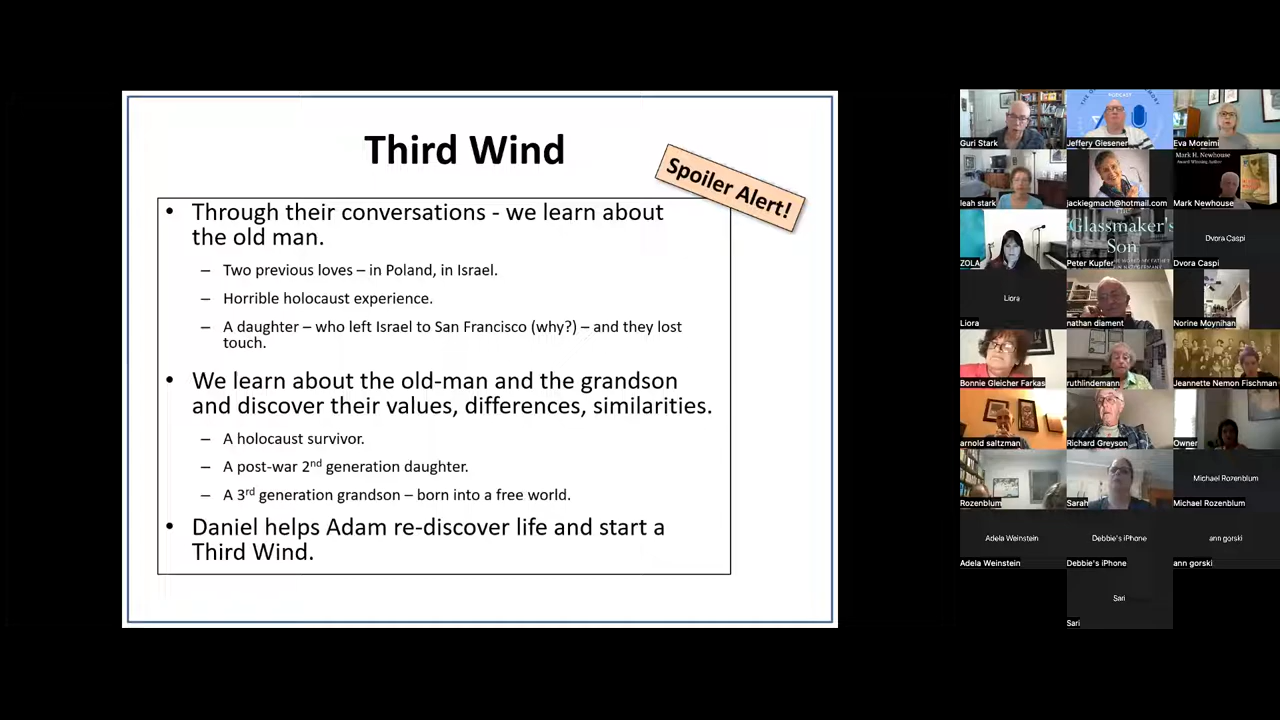 Third Wind
Spoiler Alert!
• Through their conversations - we learn about
the old man.
– Two previous loves – in Poland, in Israel.
– Horrible holocaust experience.
– A daughter – who left Israel to San Francisco (why?) – and they lost
touch.
• We learn about the old-man and the grandson
and discover their values, differences, similarities.
– A holocaust survivor.
– A post-war 2nd generation daughter.
– A 3rd generation grandson – born into a free world.
• Daniel helps Adam re-discover life and start a
Third Wind.
PODCAST
Guri Stark
Jeffery Giesener
Eva Moreimi
Mark H. Newhouse
Award Winning Author
leah stark
jackiegmach@hotmail.com
Mark Newhouse
Glassmaker's
Son
Dvora Caspi
ZOLA
Peter Kupfer
Dvora Caspi
Liora
Liora
nathan diament
Norine Moynihan
Bonnie Gleicher Farkas
ruthlindemann
Jeannette Nemon Fischman
arnold saltzman
Richard Greyson
Owner
Michael Rozenblum
Rozenblum
Sarah
Michael Rozenblum
Adela Weinstein
Debbie's iPhone
ann gorski
Adela Weinstein
Debbie's iPhone
ann gorski
Sari
Sari